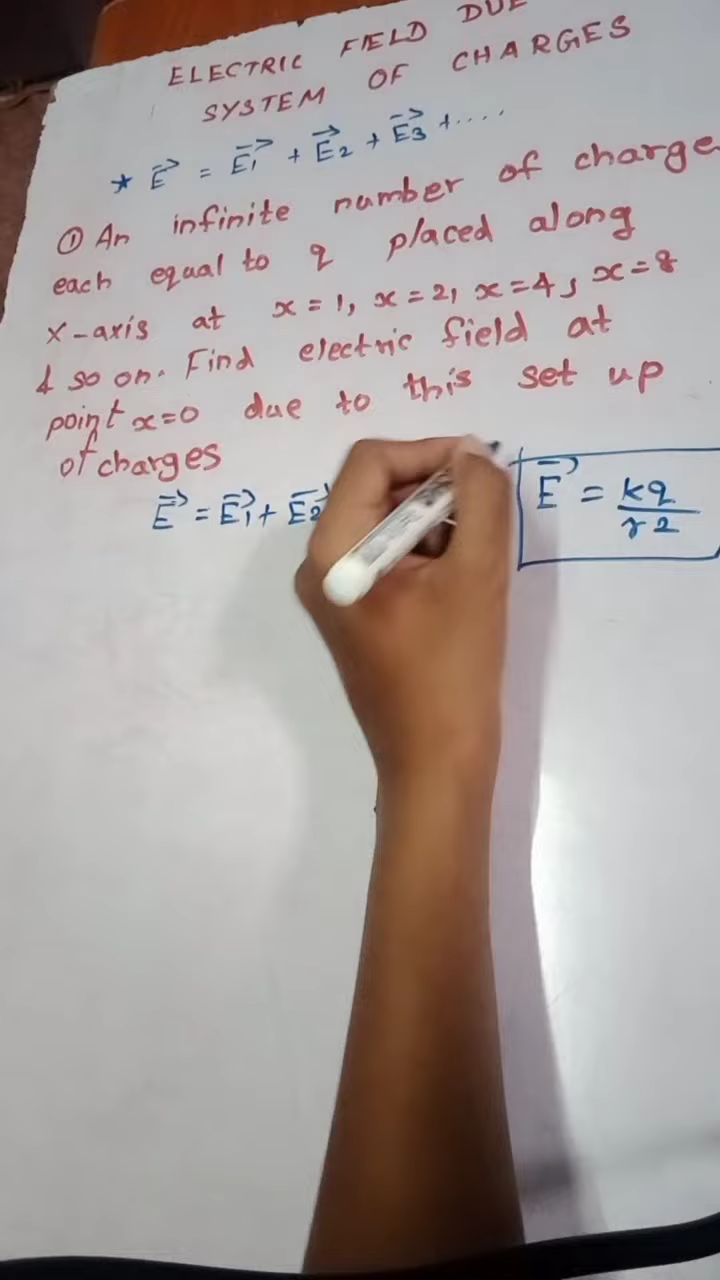 ELECTRIC FIELD DUE
SYSTEM OF CHARGES
* E⃗ = E⃗1 + E⃗2 + E⃗3 + ....
① An infinite number of charge
each equal to q placed along
X-axis at x=1, x=2, x=4, x=8
& so on. Find electric field at
point x=0 due to this set up
of charges
E⃗ = E⃗1 + E⃗2
E⃗ = kq / r2